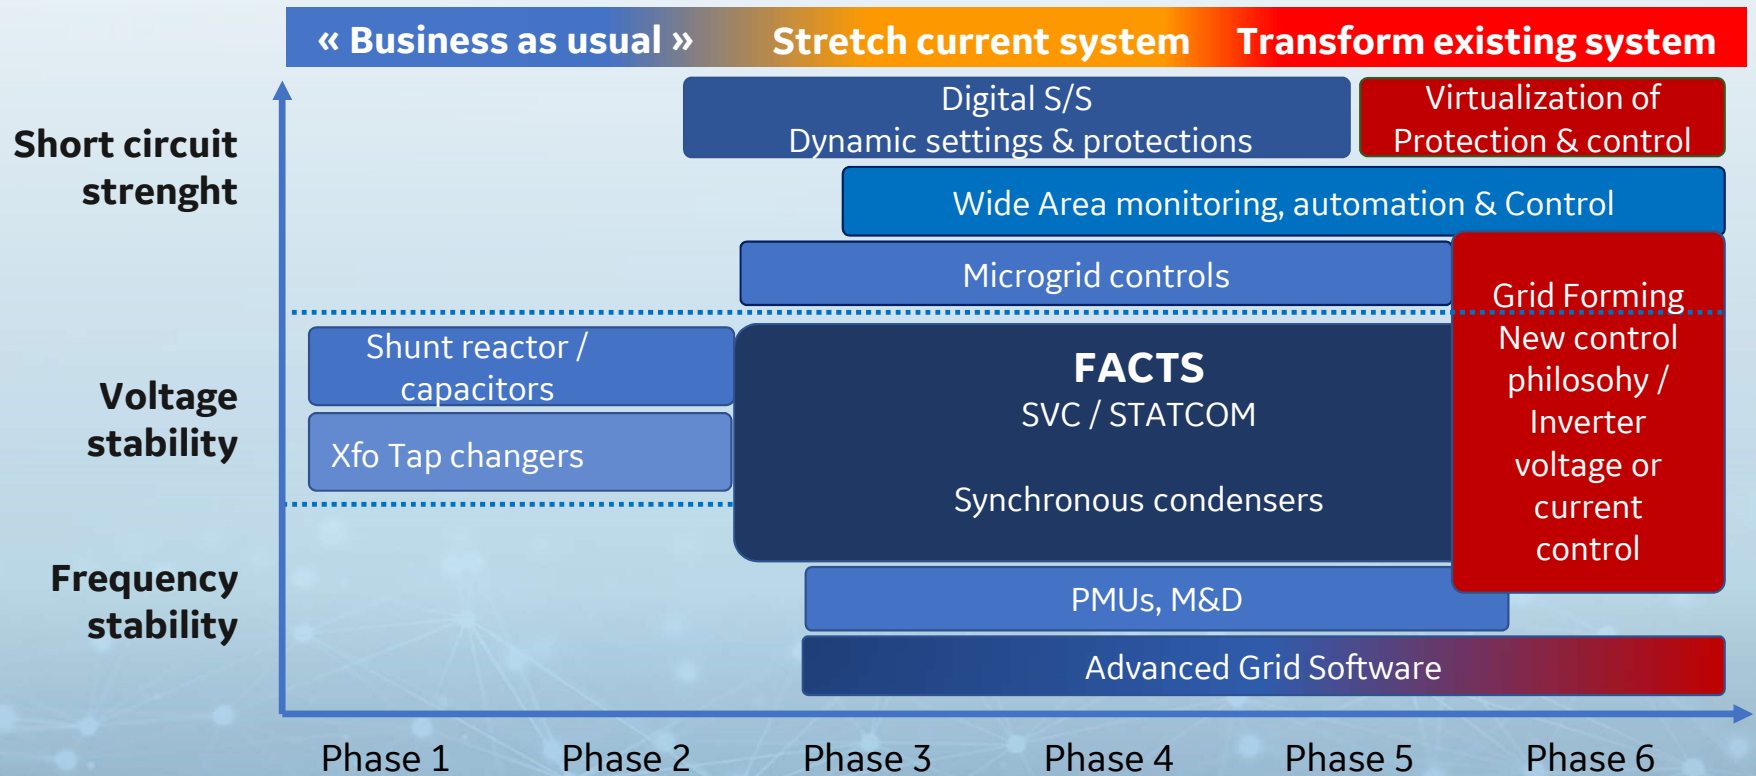 « Business as usual »
Stretch current system
Transform existing system
Short circuit
strenght
Digital S/S
Dynamic settings & protections
Virtualization of
Protection & control
Wide Area monitoring, automation & Control
Microgrid controls
Voltage
stability
Shunt reactor /
capacitors
Xfo Tap changers
FACTS
SVC / STATCOM
Synchronous condensers
Grid Forming
New control
philosohy /
Inverter
voltage or
current
control
Frequency
stability
PMUs, M&D
Advanced Grid Software
Phase 1
Phase 2
Phase 3
Phase 4
Phase 5
Phase 6